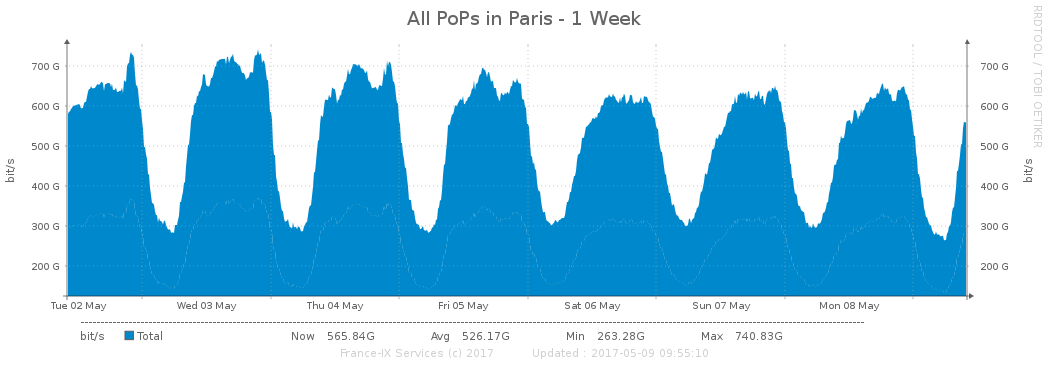 All PoPs in Paris - 1 Week
RRDTOOL / TOBI OETIKER
bit/s
700 G 700 G
600 G 600 G
500 G 500 G
400 G 400 G
300 G 300 G
200 G 200 G
bit/s
Tue 02 May Wed 03 May Thu 04 May Fri 05 May Sat 06 May Sun 07 May Mon 08 May
bit/s Total Now 565.84G Avg 526.17G Min 263.28G Max 740.83G
France-IX Services (c) 2017 Updated : 2017-05-09 09:55:10